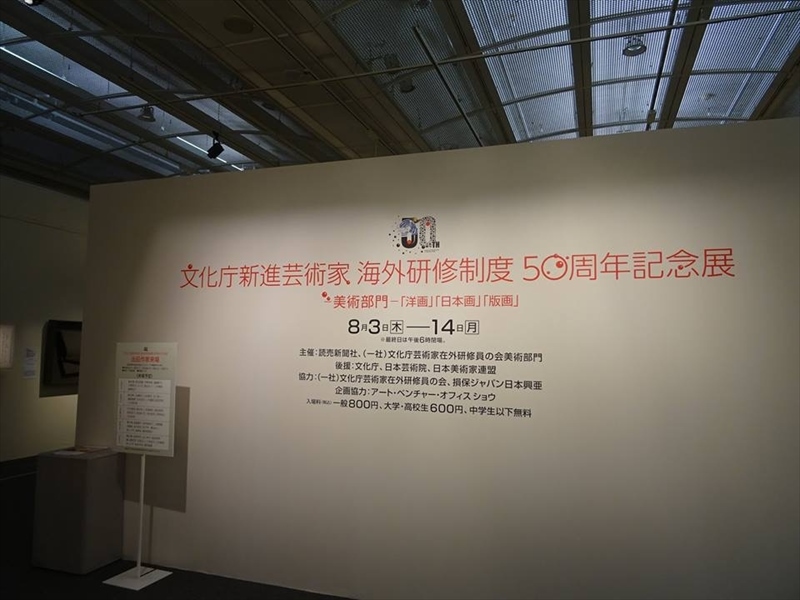 50TH
文化庁新進芸術家 海外研修制度 50周年記念展
美術部門－「洋画」「日本画」「版画」
8月3日木──14日月
※最終日は午後6時閉場。
主催：読売新聞社、(一社)文化庁芸術家在外研修員の会美術部門
後援：文化庁、日本芸術院、日本美術家連盟
協力：(一社)文化庁芸術家在外研修員の会、損保ジャパン日本興亜
企画協力：アート・ベンチャー・オフィス ショウ
入場料(税込) 一般800円、大学・高校生600円、中学生以下無料
出品作家来場